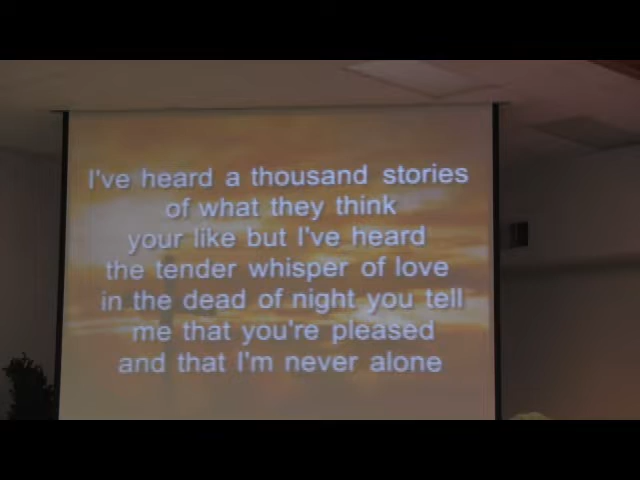 I've heard a thousand stories
of what they think
your like but I've heard
the tender whisper of love
in the dead of night you tell
me that you're pleased
and that I'm never alone